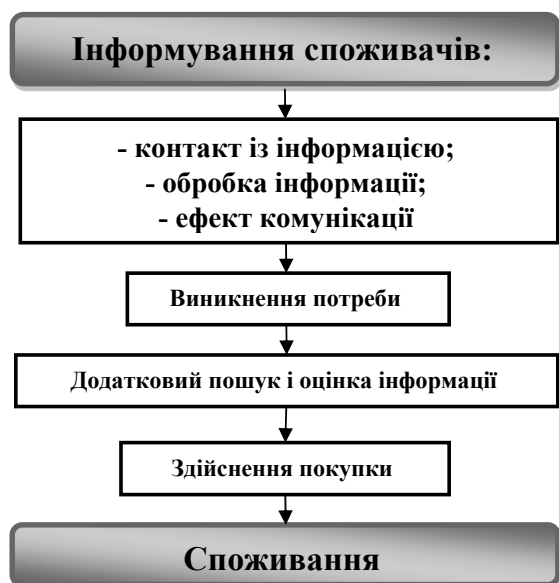 Інформування споживачів:
- контакт із інформацією;
- обробка інформації;
- ефект комунікації
Виникнення потреби
Додатковий пошук і оцінка інформації
Здійснення покупки
Споживання